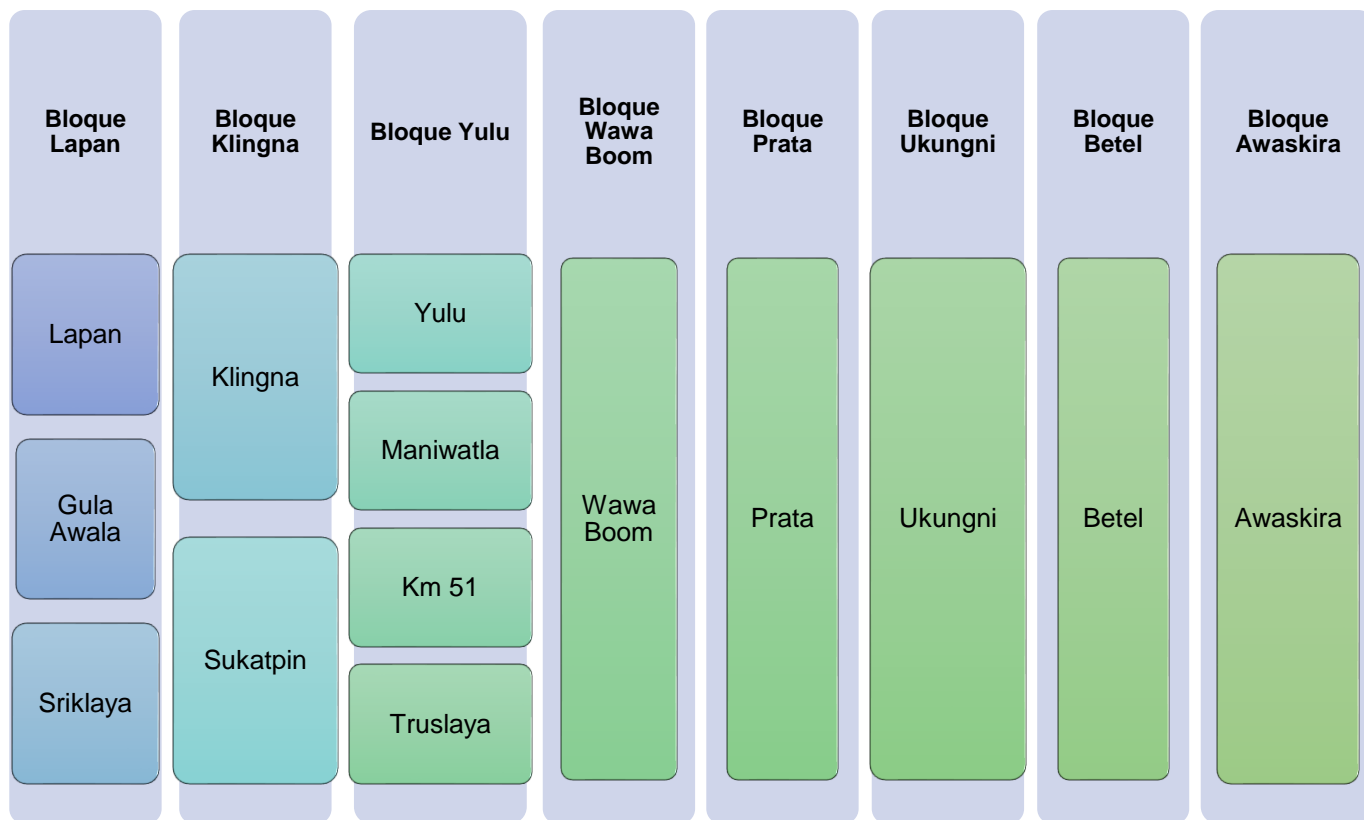 Bloque
Lapan
Bloque
Klingna
Bloque Yulu
Bloque
Wawa
Boom
Bloque
Prata
Bloque
Ukungni
Bloque
Betel
Bloque
Awaskira
Lapan
Gula
Awala
Sriklaya
Klingna
Sukatpin
Yulu
Maniwatla
Km 51
Truslaya
Wawa
Boom
Prata
Ukungni
Betel
Awaskira